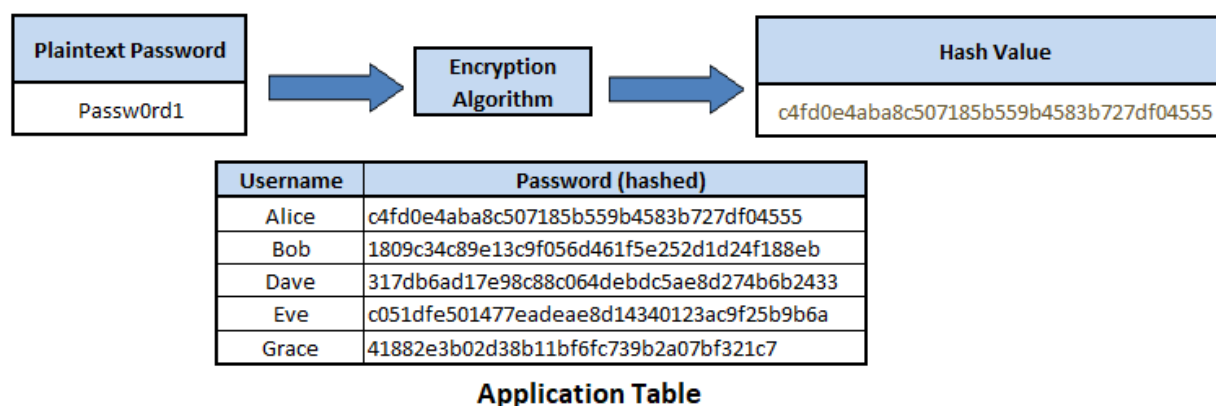 Plaintext Password
Passw0rd1
Encryption
Algorithm
Hash Value
c4fd0e4aba8c507185b559b4583b727df04555
Username Password (hashed)
Alice c4fd0e4aba8c507185b559b4583b727df04555
Bob 1809c34c89e13c9f056d461f5e252d1d24f188eb
Dave 317db6ad17e98c88c064debdc5ae8d274b6b2433
Eve c051dfe501477eadeae8d14340123ac9f25b9b6a
Grace 41882e3b02d38b11bf6fc739b2a07bf321c7
Application Table